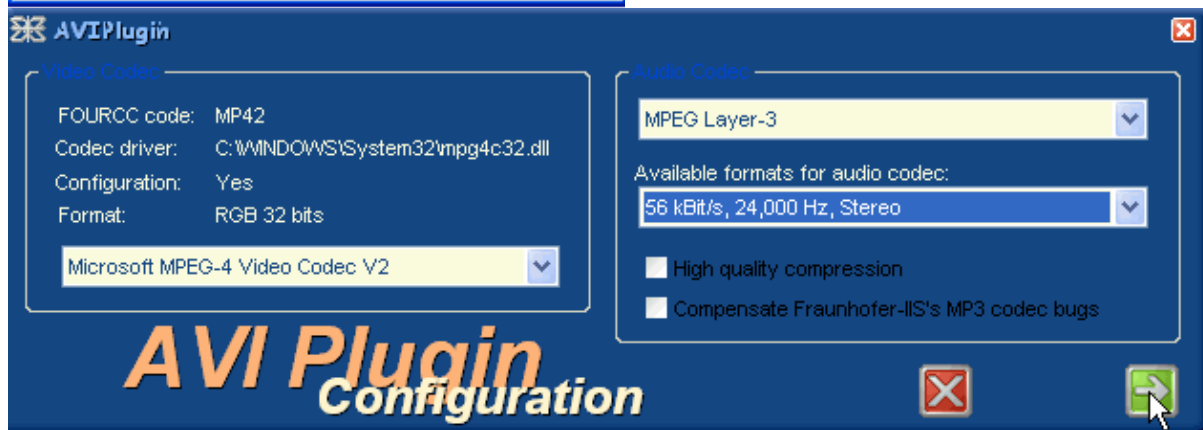 AVIPlugin
Video Codec
FOURCC code: MP42
Codec driver: C:\WINDOWS\System32\mpg4c32.dll
Configuration: Yes
Format: RGB 32 bits
Microsoft MPEG-4 Video Codec V2
Audio Codec
MPEG Layer-3
Available formats for audio codec:
56 kBit/s, 24,000 Hz, Stereo
High quality compression
Compensate Fraunhofer-IIS's MP3 codec bugs
AVI Plugin
Configuration